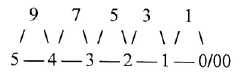 9 7 5 3 1
/ \ / \ / \ / \ /
5 — 4 — 3 — 2 — 1 — 0/00